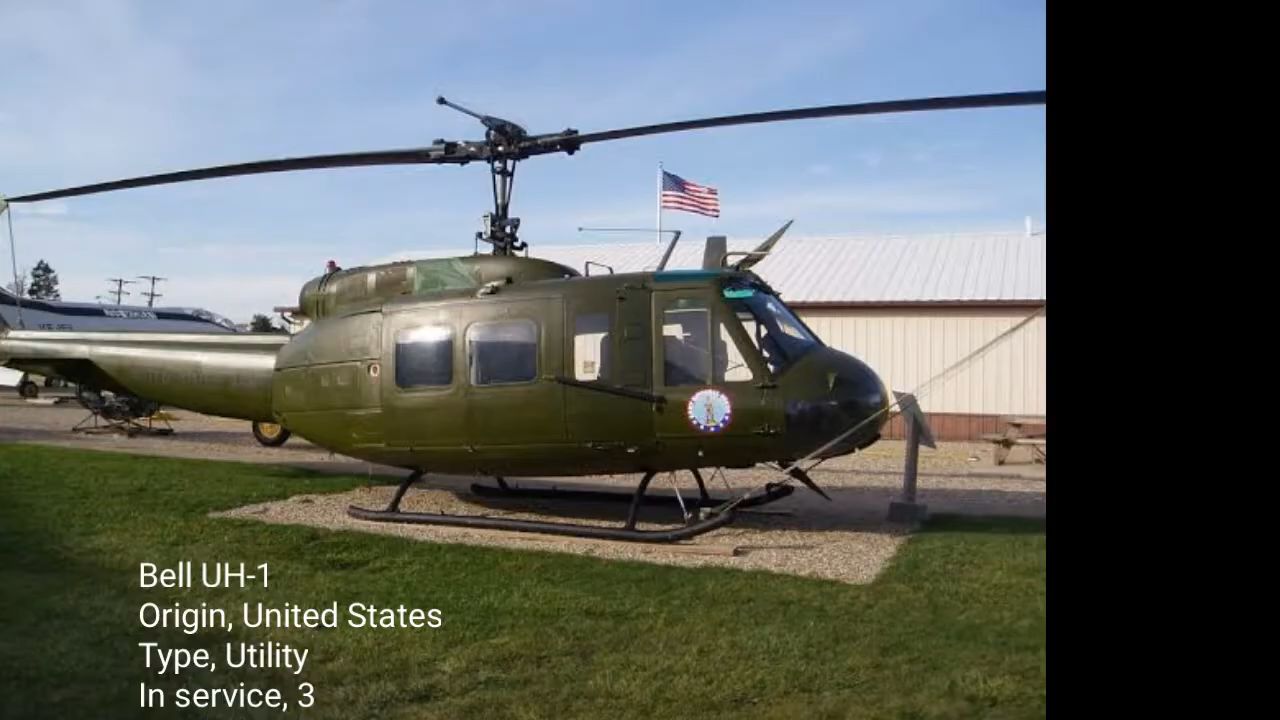 Bell UH-1
Origin, United States
Type, Utility
In service, 3